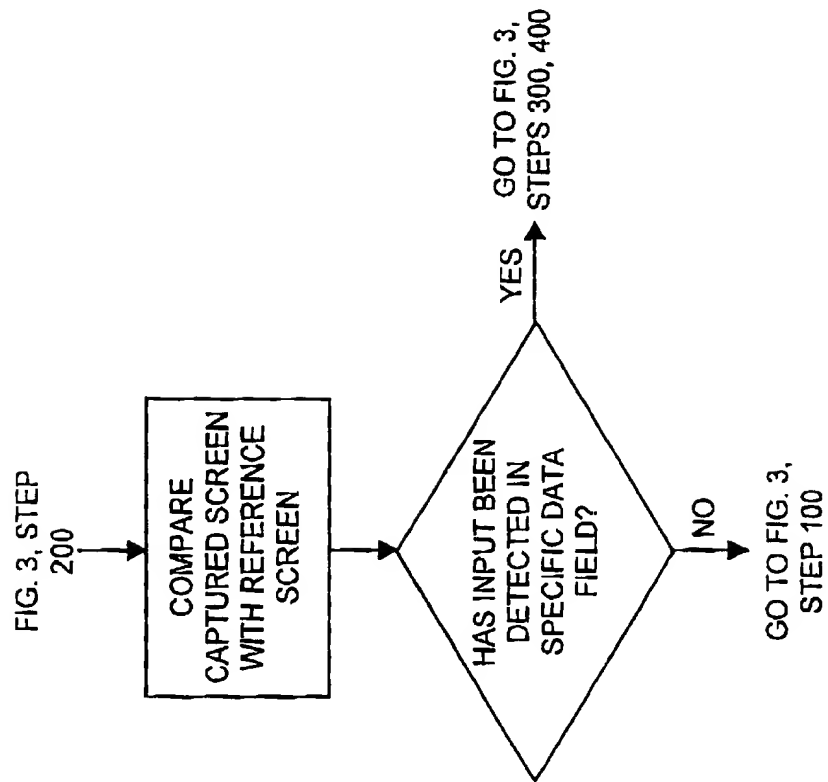 FIG. 3, STEP
200
COMPARE
CAPTURED SCREEN
WITH REFERENCE
SCREEN
HAS INPUT BEEN
DETECTED IN
SPECIFIC DATA
FIELD?
YES
GO TO FIG. 3,
STEPS 300, 400
NO
GO TO FIG. 3,
STEP 100